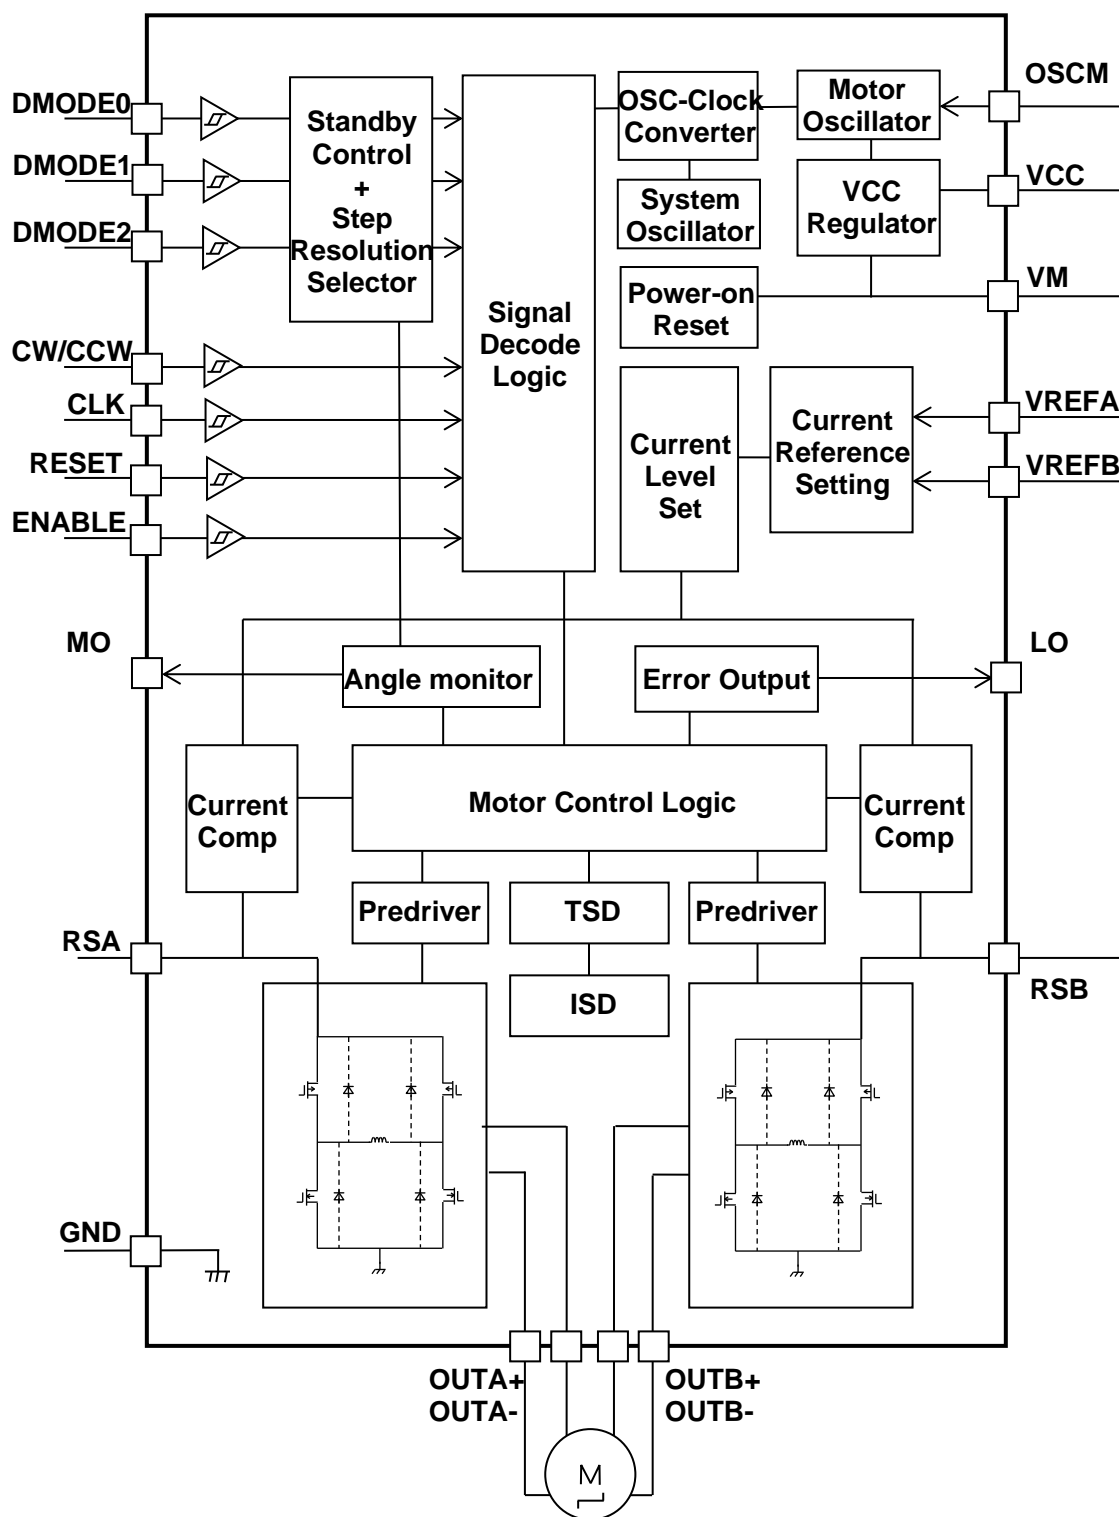 DMODE0
DMODE1
DMODE2
CW/CCW
CLK
RESET
ENABLE
Standby
Control
+
Step
Resolution
Selector
Signal
Decode
Logic
OSC-Clock
Converter
System
Oscillator
Motor
Oscillator
VCC
Regulator
Power-on
Reset
Current
Level
Set
Current
Reference
Setting
OSCM
VCC
VM
VREFA
VREFB
MO
Angle monitor
Error Output
LO
Current
Comp
Motor Control Logic
Current
Comp
Predriver
TSD
Predriver
ISD
RSA
RSB
GND
OUTA+
OUTA-
OUTB+
OUTB-
M